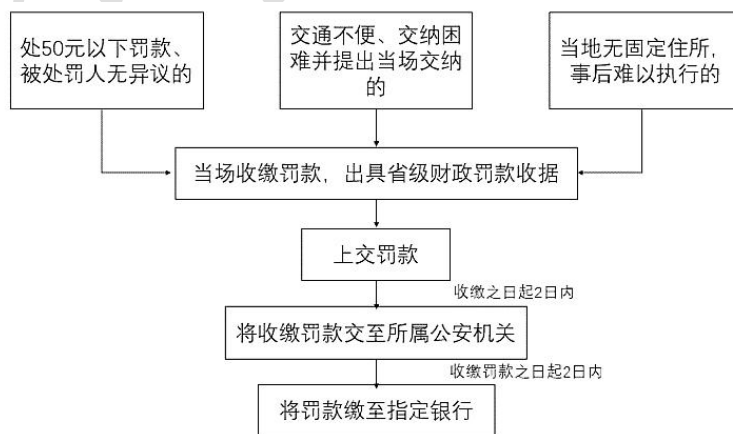 处50元以下罚款、
被处罚人无异议的
交通不便、交纳困
难并提出当场交纳
的
当地无固定住所，
事后难以执行的
当场收缴罚款，出具省级财政罚款收据
上交罚款
收缴之日起2日内
将收缴罚款交至所属公安机关
收缴罚款之日起2日内
将罚款缴至指定银行